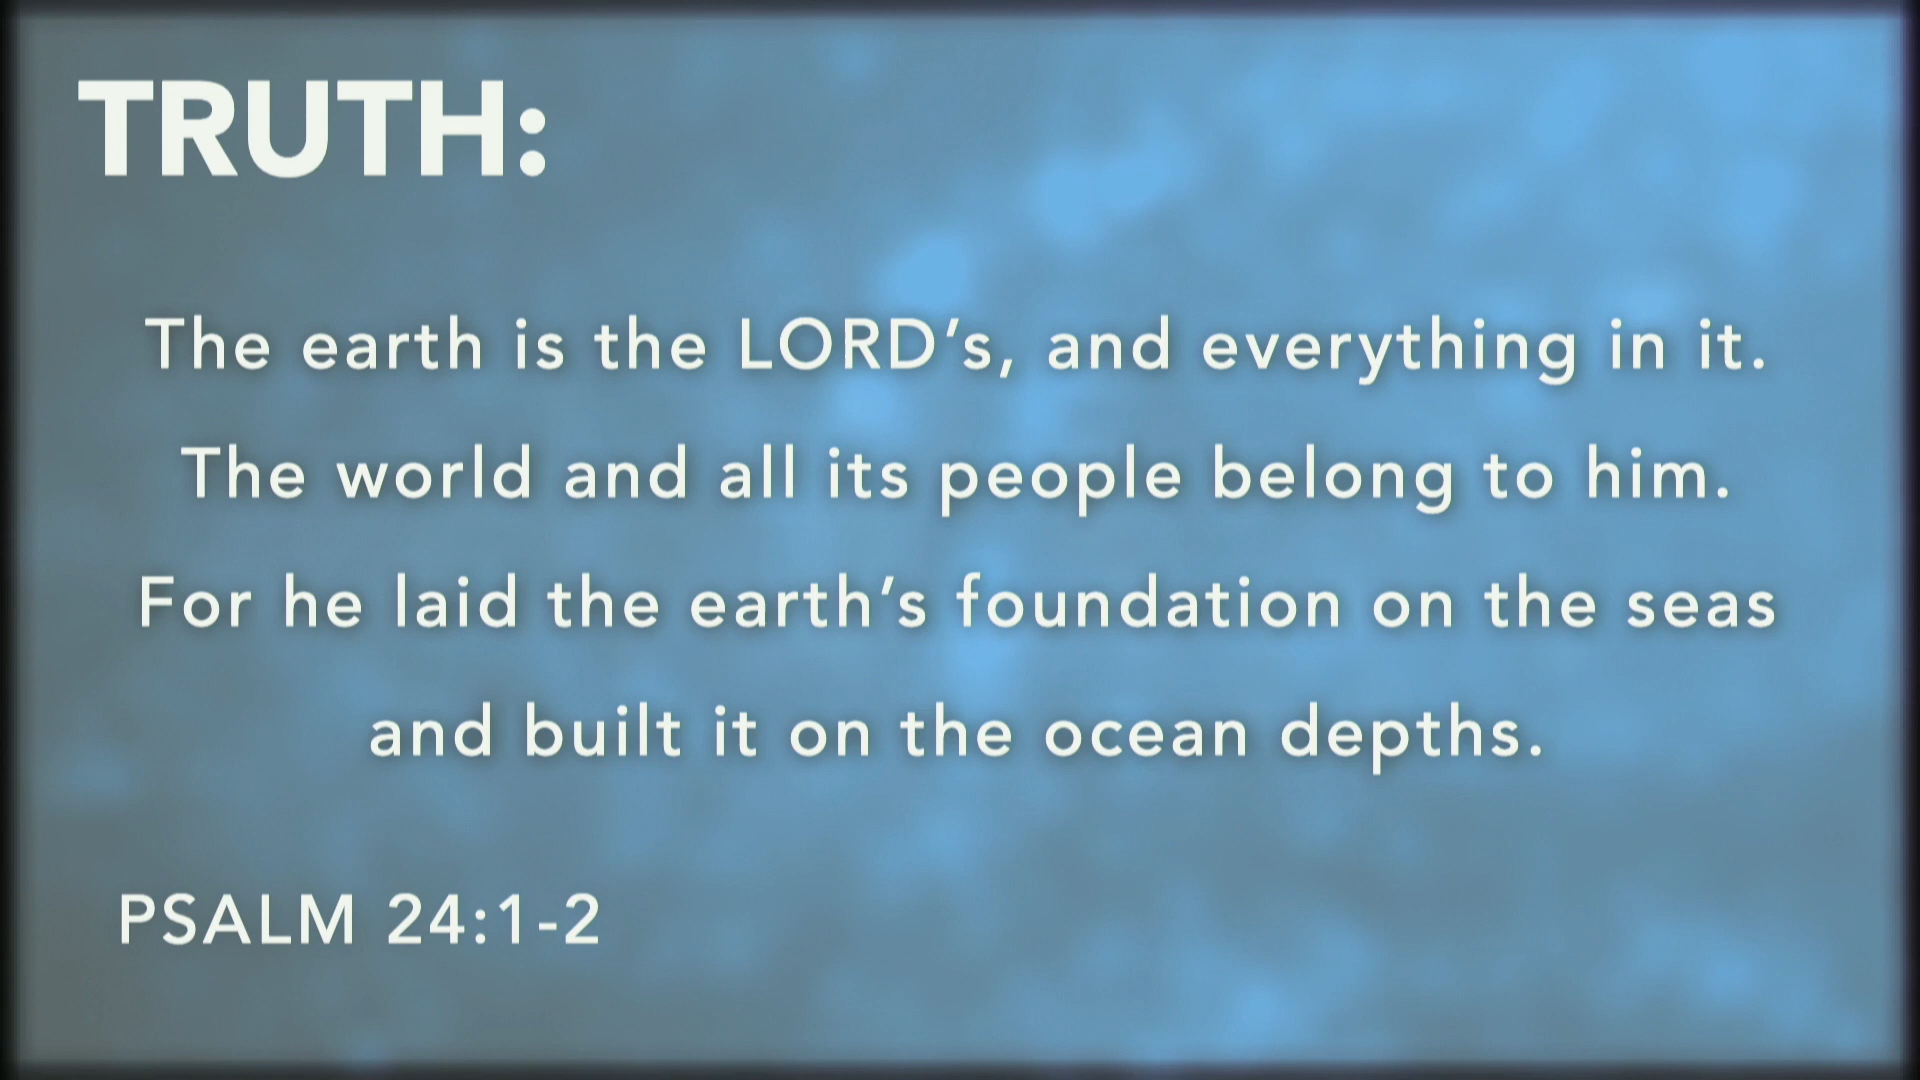 TRUTH:
The earth is the LORD’s, and everything in it.
The world and all its people belong to him.
For he laid the earth’s foundation on the seas
and built it on the ocean depths.
PSALM 24:1-2